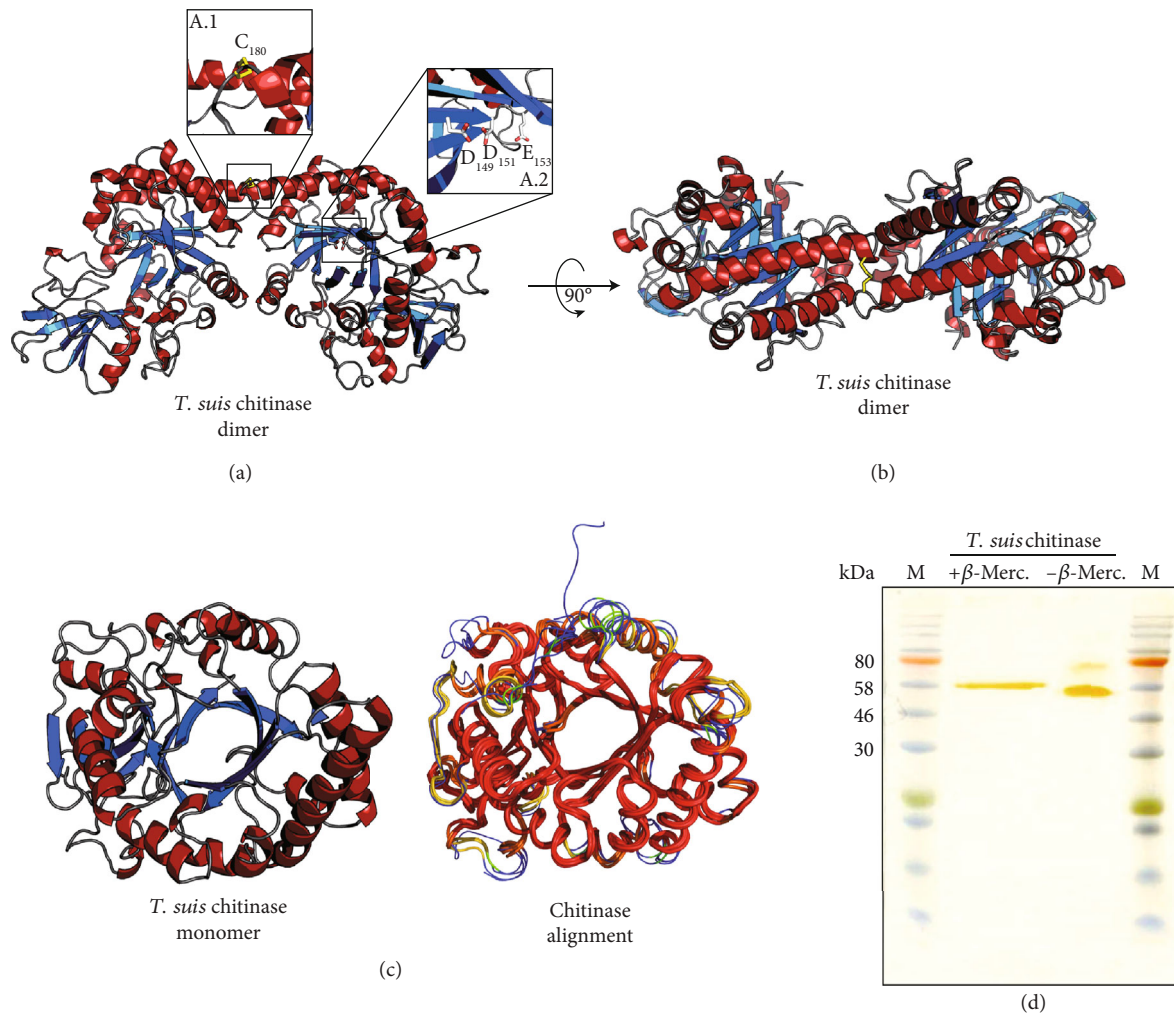 A.1
C180
D149 D151 E153
A.2
90°
T. suis chitinase
dimer
(a)
T. suis chitinase
dimer
(b)
T. suis chitinase
monomer
Chitinase
alignment
(c)
T. suis chitinase
kDa M +β-Merc. −β-Merc. M
80
58
46
30
(d)